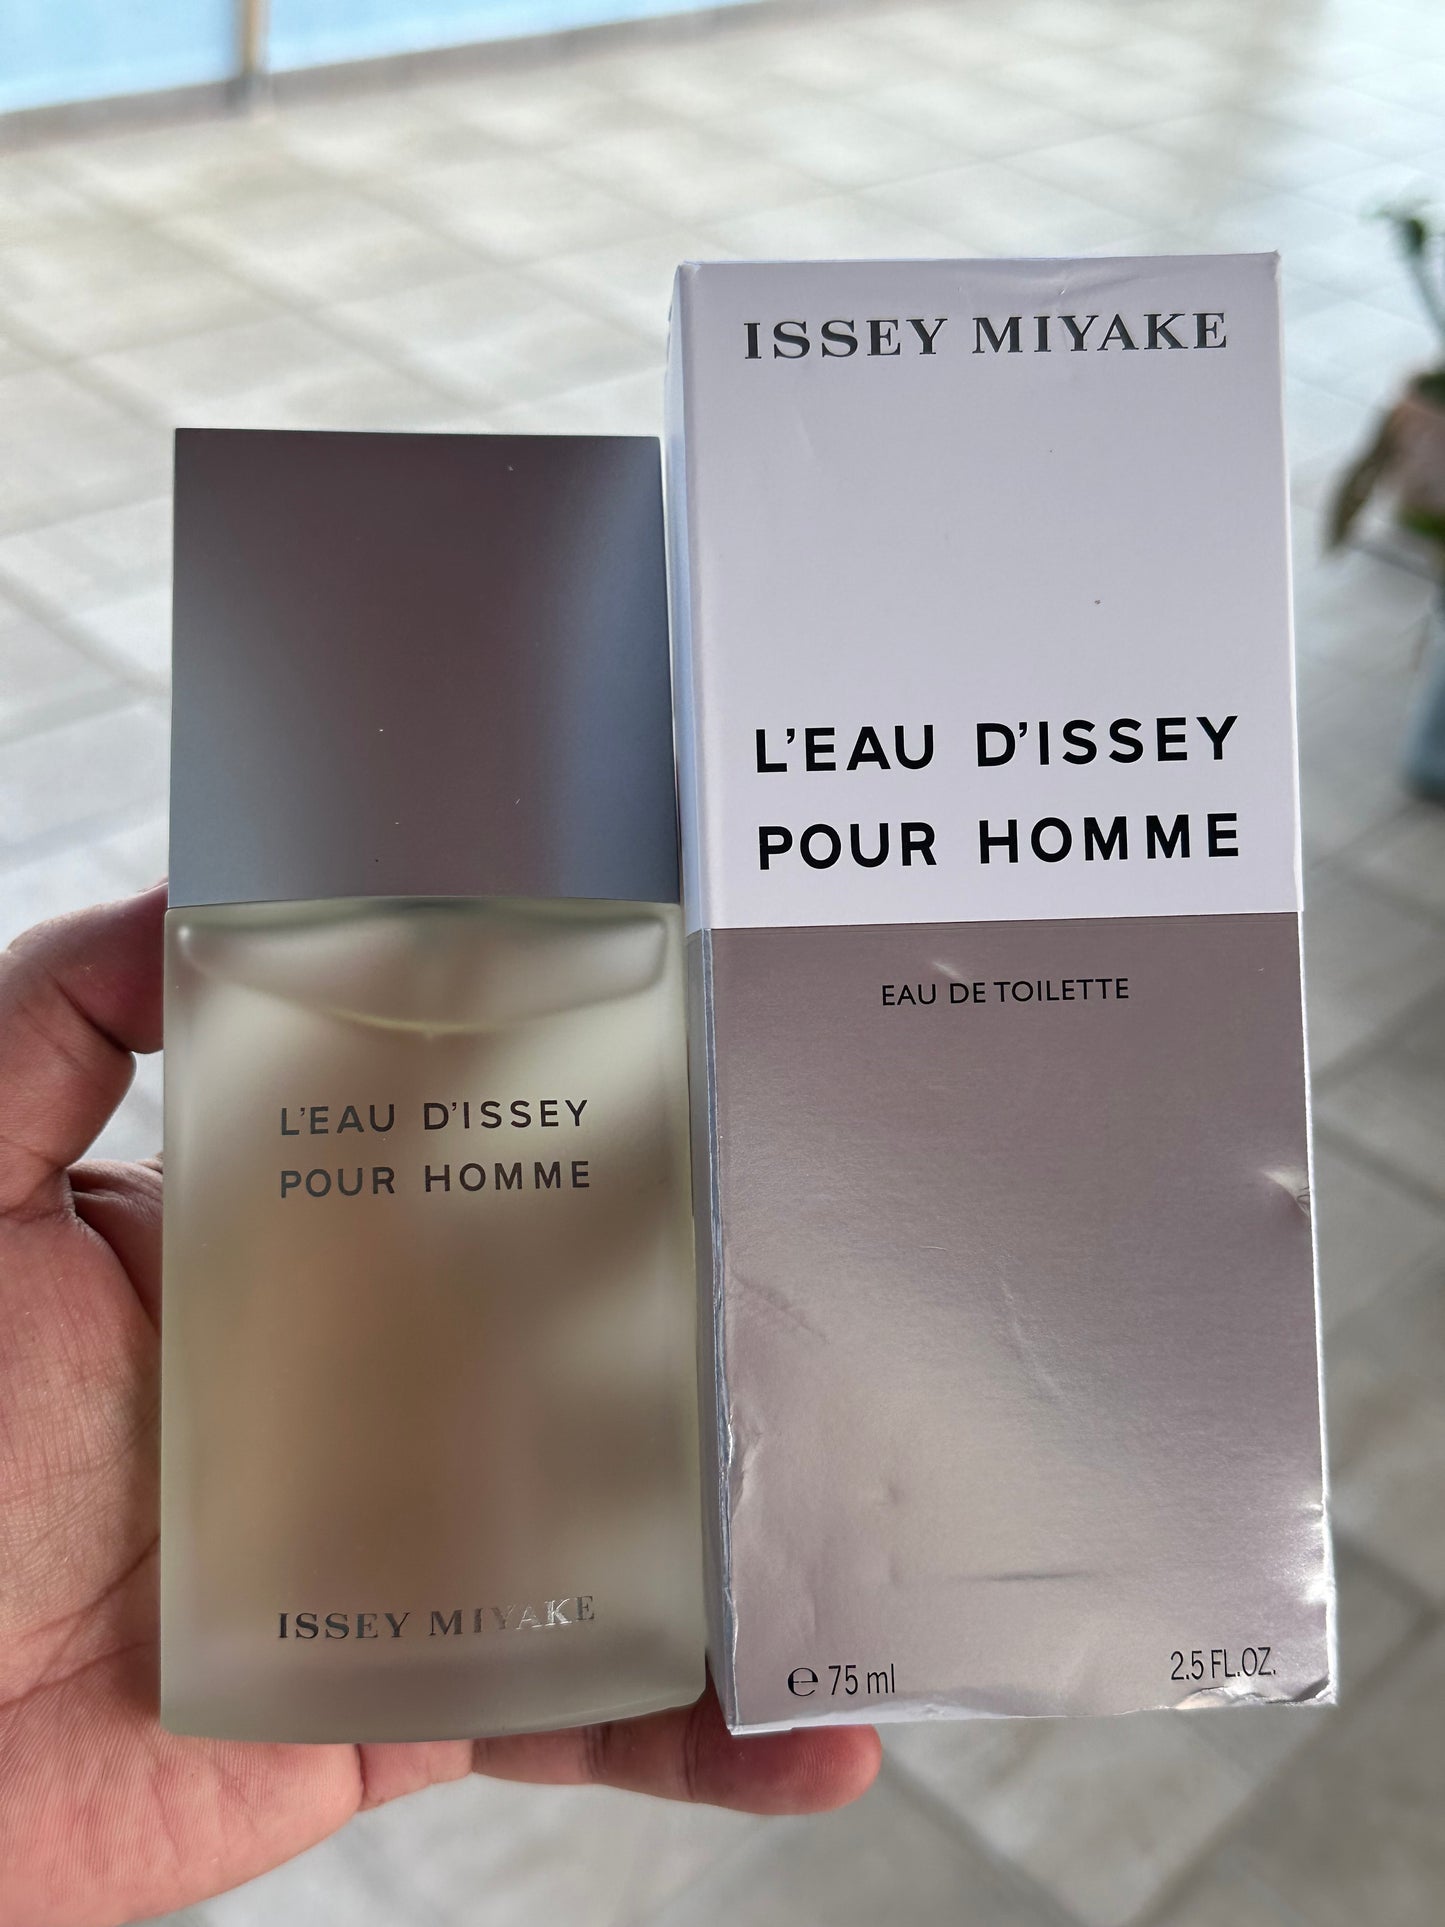 L'EAU D'ISSEY
POUR HOMME
ISSEY MIYAKE
ISSEY MIYAKE
L'EAU D'ISSEY
POUR HOMME
EAU DE TOILETTE
℮ 75 ml
2.5 FL.OZ.